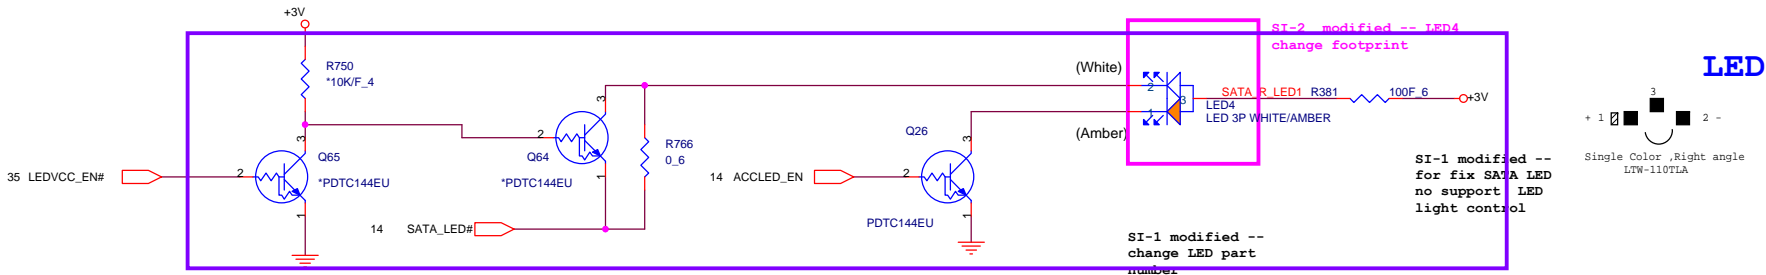 +3V
SI-2 modified -- LED4
change footprint
LED
R750
*10K/F_4
(White)
2
SATA_R_LED1
R381
100F_6
+3V
3
LED4
LED 3P WHITE/AMBER
1
(Amber)
3
+ 1
2 -
Single Color ,Right angle
LTW-110TLA
3
Q65
*PDTC144EU
2
1
35 LEDVCC_EN#
3
2
Q64
*PDTC144EU
1
R766
0_6
14 SATA_LED#
Q26
3
2
14 ACCLED_EN
PDTC144EU
1
SI-1 modified --
for fix SATA LED
no support LED
light control
SI-1 modified --
change LED part
number